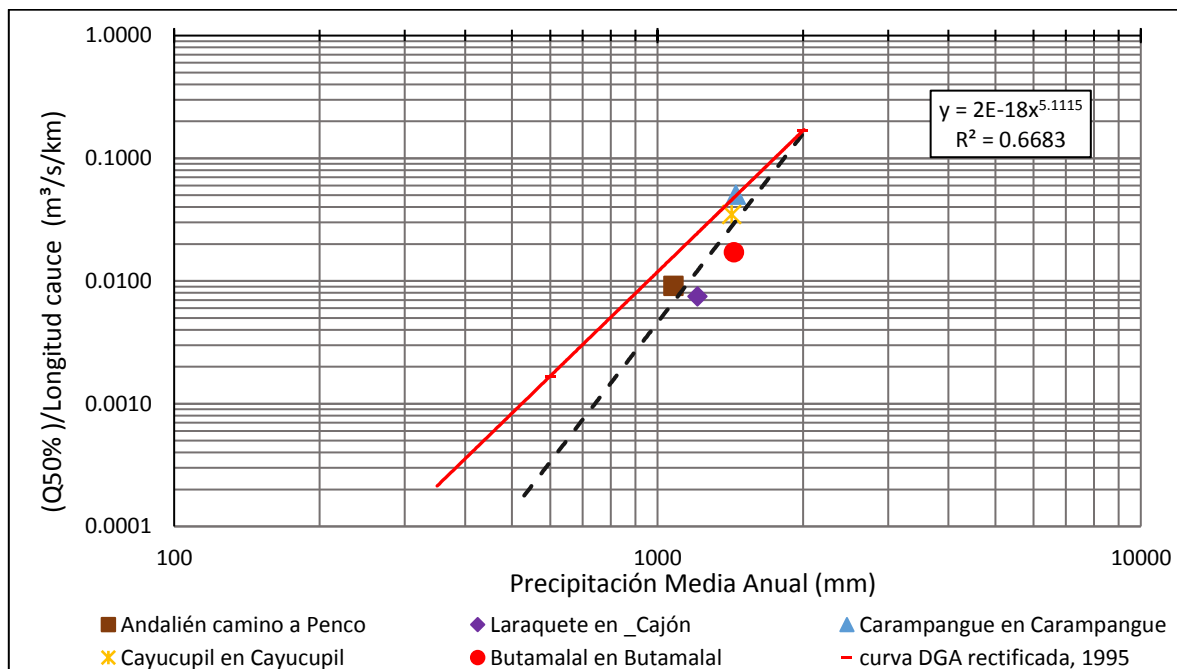 1.0000
0.1000
0.0100
0.0010
0.0001
(Q50% )/Longitud cauce (m³/s/km)
y = 2E-18x^5.1115
R² = 0.6683
100 1000 10000
Precipitación Media Anual (mm)
Andalién camino a Penco Laraquete en _Cajón Carampangue en Carampangue
Cayucupil en Cayucupil Butamalal en Butamalal curva DGA rectificada, 1995